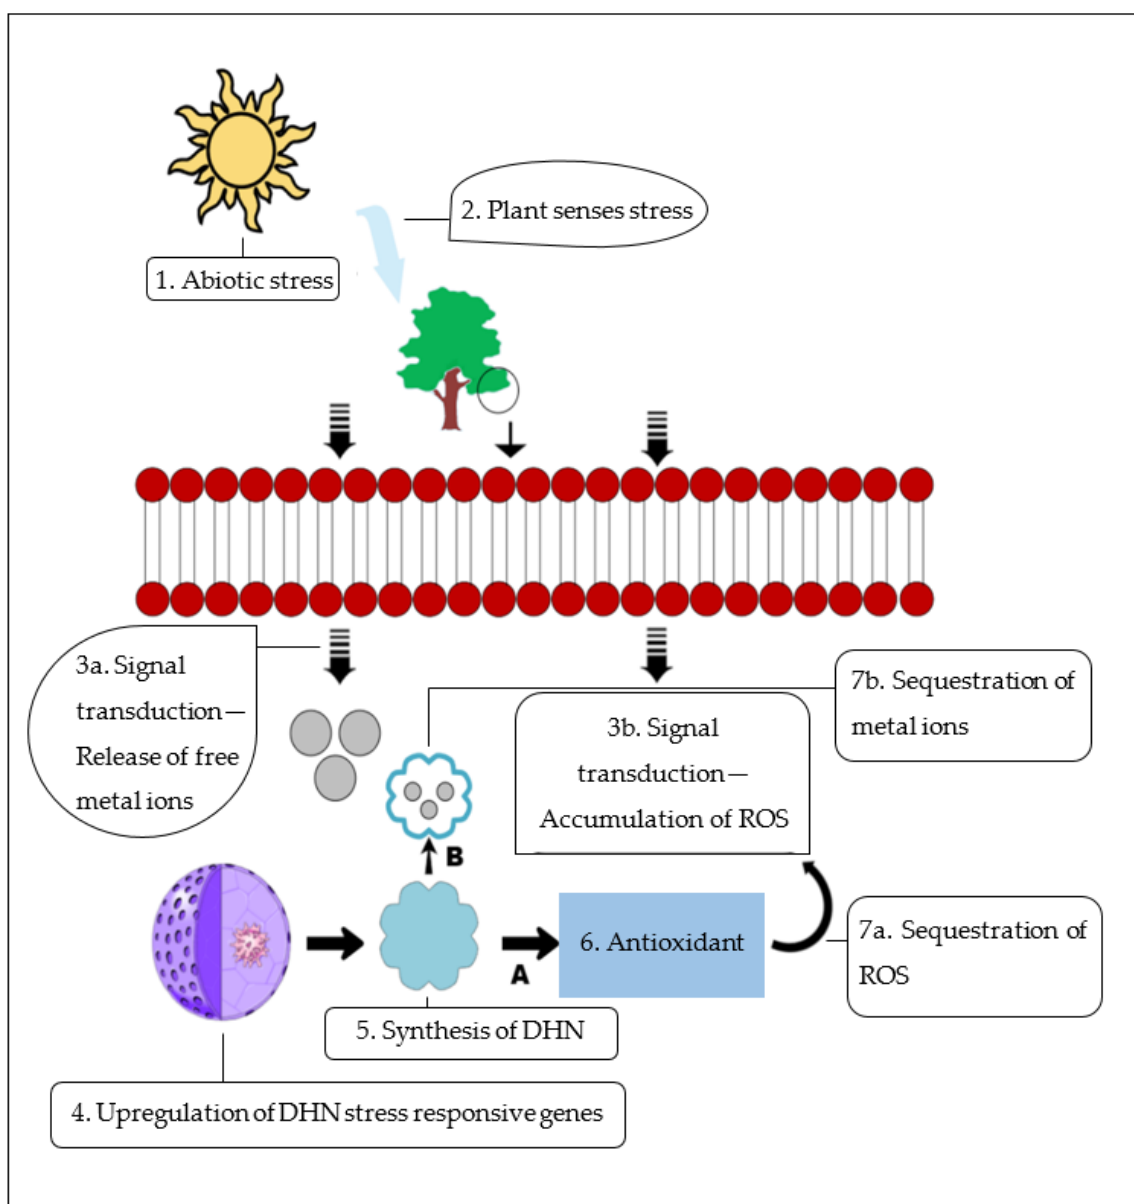 2. Plant senses stress
1. Abiotic stress
3a. Signal
transduction—
Release of free
metal ions
7b. Sequestration of
metal ions
3b. Signal
transduction—
Accumulation of ROS
B
6. Antioxidant
A
7a. Sequestration of
ROS
5. Synthesis of DHN
4. Upregulation of DHN stress responsive genes